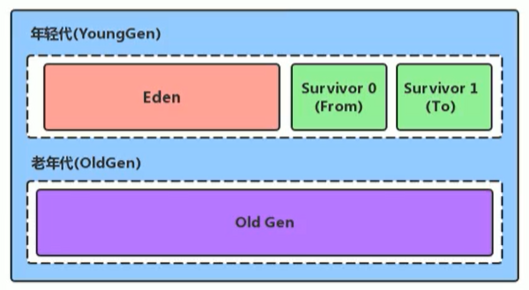 年轻代(YoungGen)
Eden
Survivor 0
(From)
Survivor 1
(To)
老年代(OldGen)
Old Gen